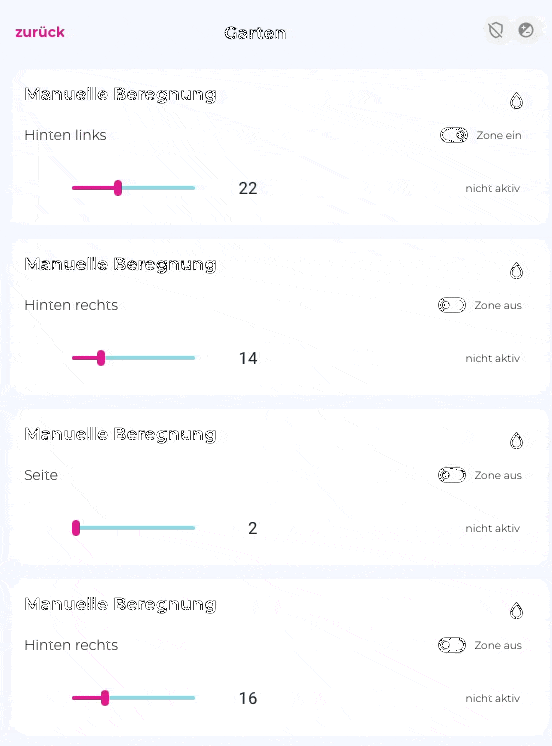 zurück Garten
Manuelle Beregnung
Hinten links Zone ein
22 nicht aktiv
Manuelle Beregnung
Hinten rechts Zone aus
14 nicht aktiv
Manuelle Beregnung
Seite Zone aus
2 nicht aktiv
Manuelle Beregnung
Hinten rechts Zone aus
16 nicht aktiv